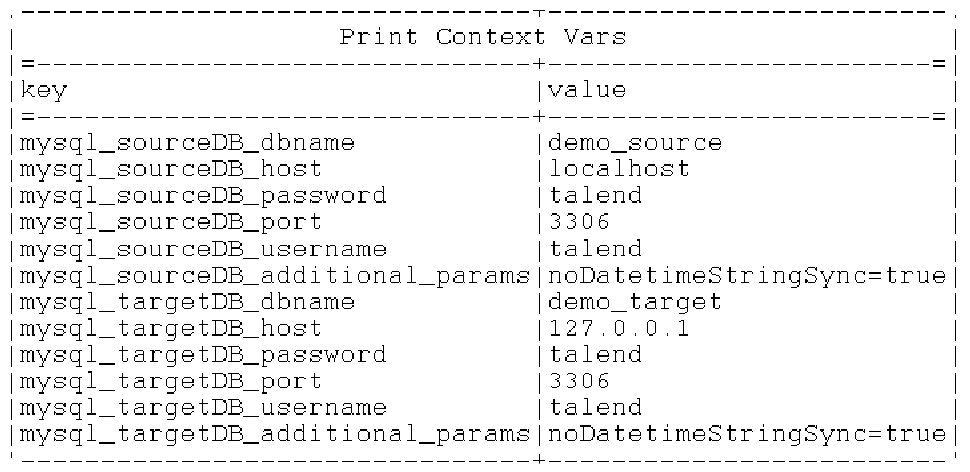 Print Context Vars
key|value
mysql_sourceDB_dbname|demo_source
mysql_sourceDB_host|localhost
mysql_sourceDB_password|talend
mysql_sourceDB_port|3306
mysql_sourceDB_username|talend
mysql_sourceDB_additional_params|noDatetimeStringSync=true
mysql_targetDB_dbname|demo_target
mysql_targetDB_host|127.0.0.1
mysql_targetDB_password|talend
mysql_targetDB_port|3306
mysql_targetDB_username|talend
mysql_targetDB_additional_params|noDatetimeStringSync=true